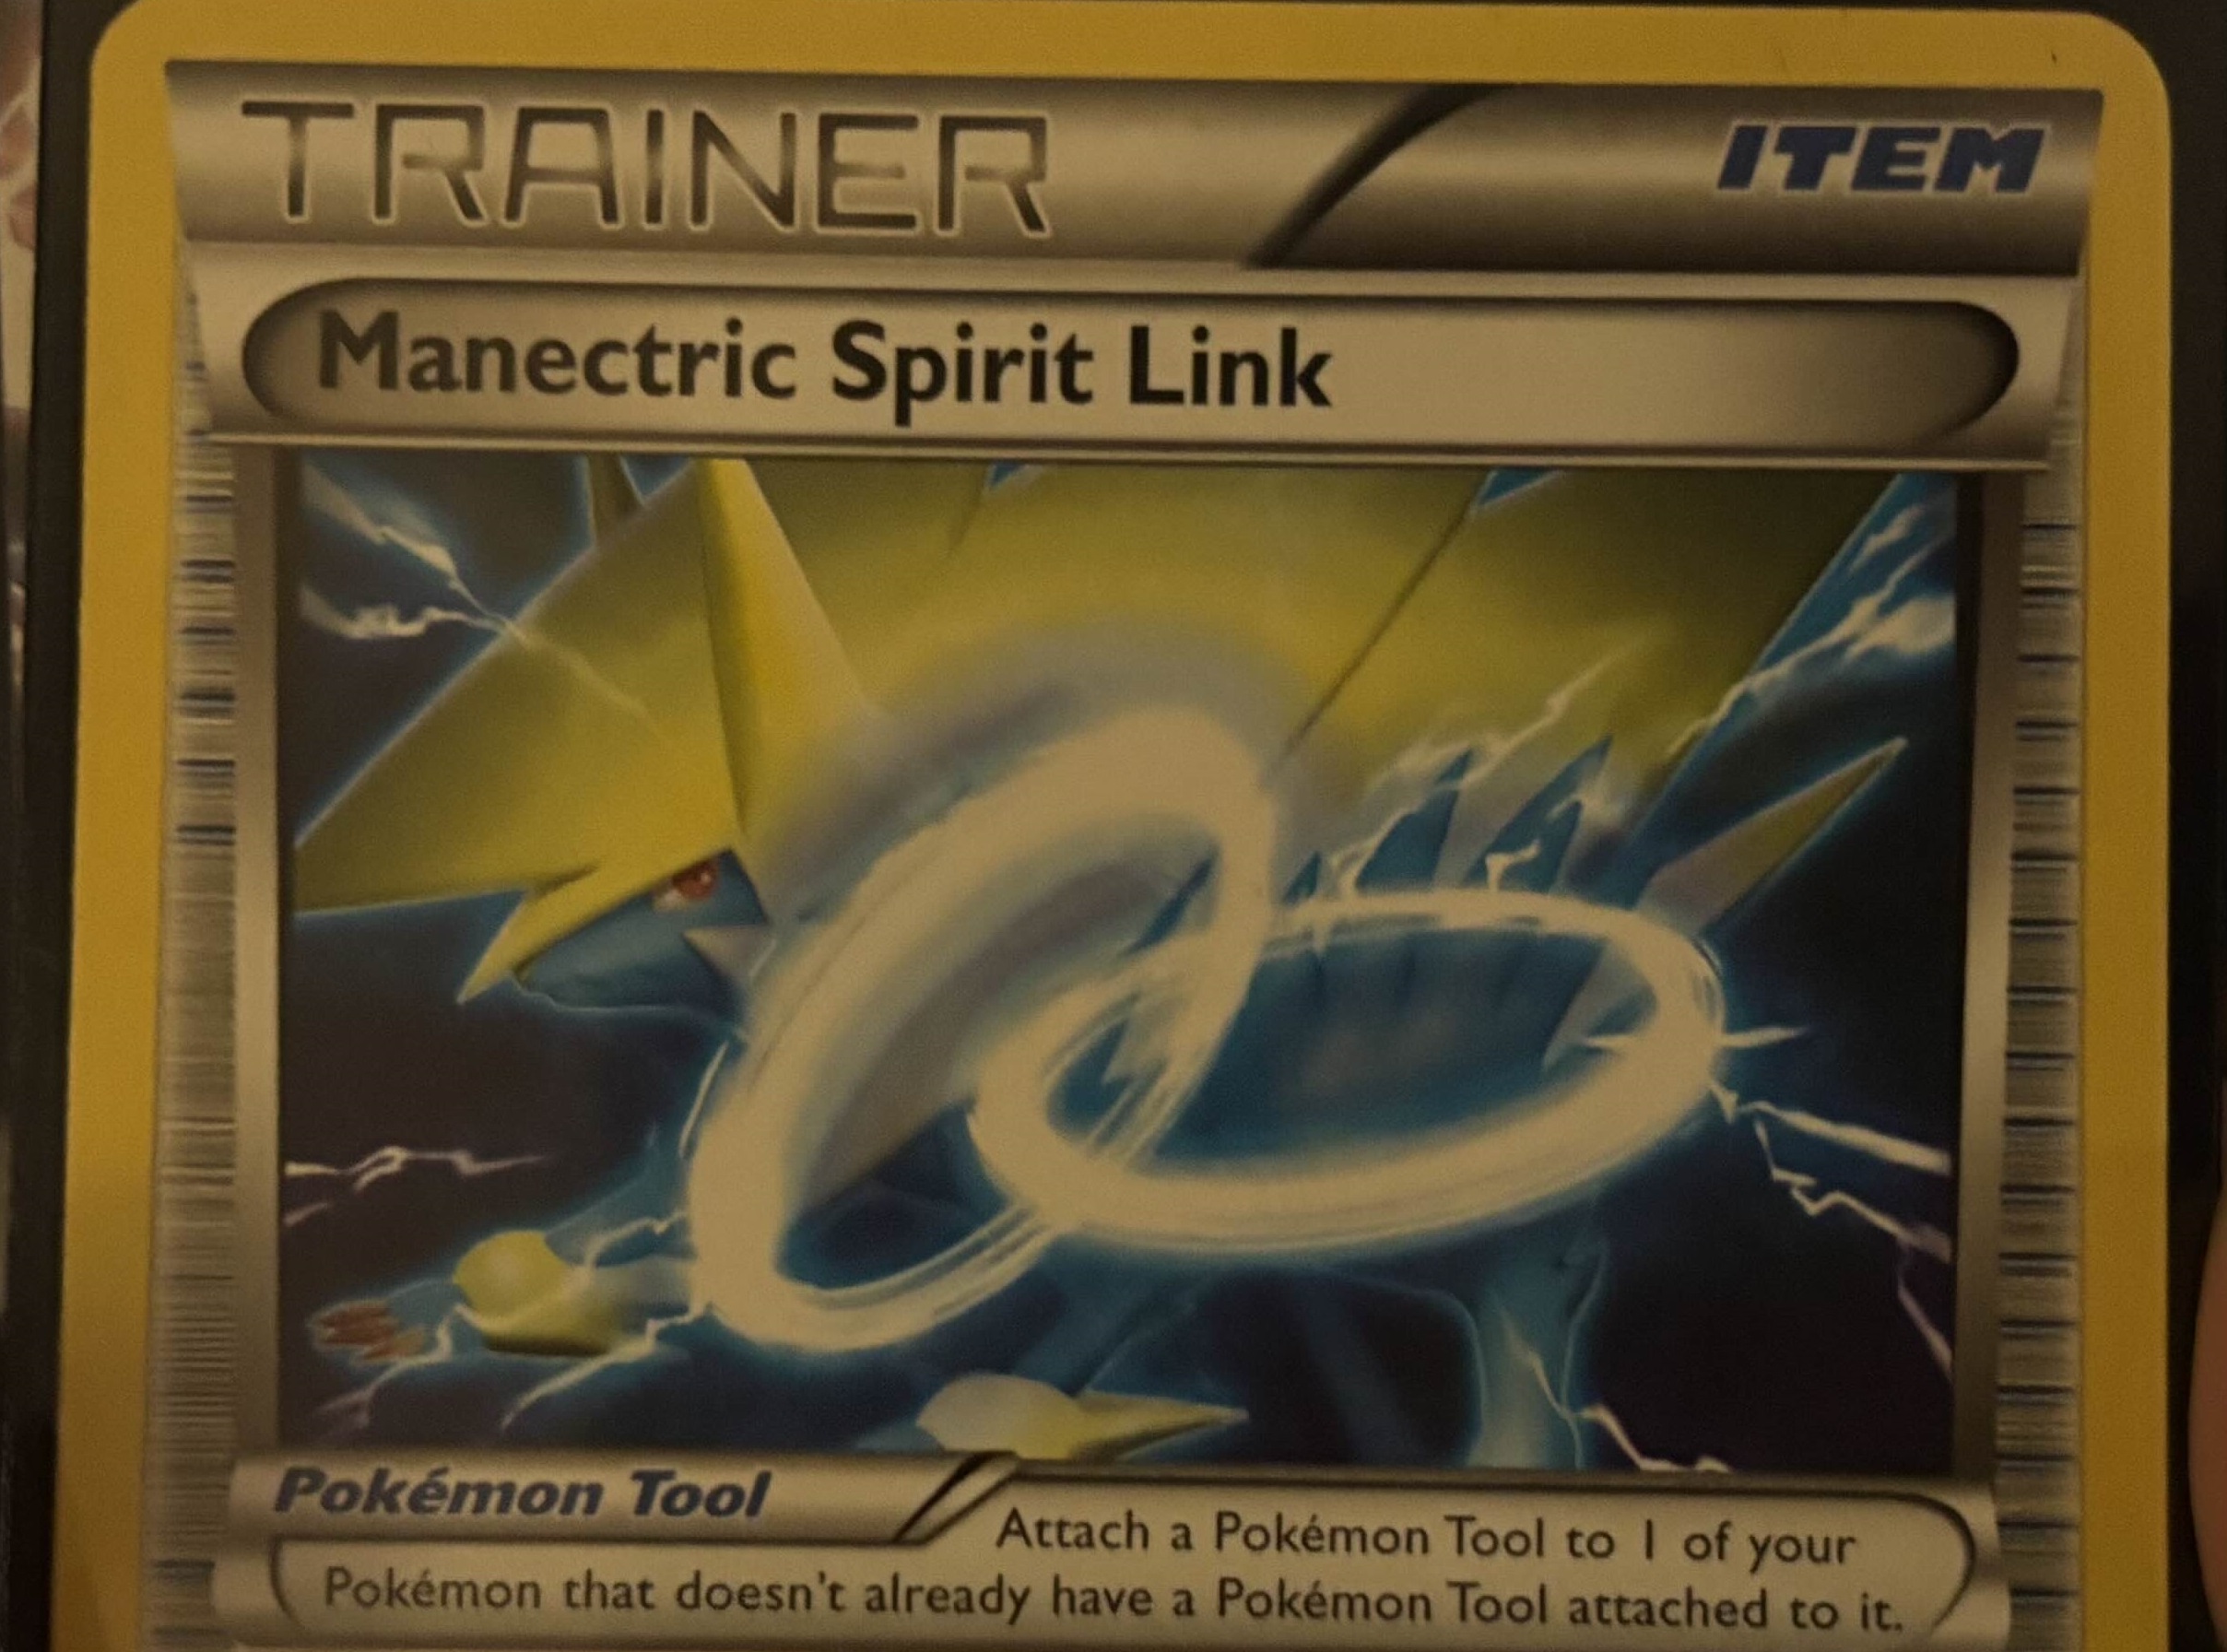 TRAINER ITEM
Manectric Spirit Link
Pokémon Tool
Attach a Pokémon Tool to 1 of your
Pokémon that doesn't already have a Pokémon Tool attached to it.